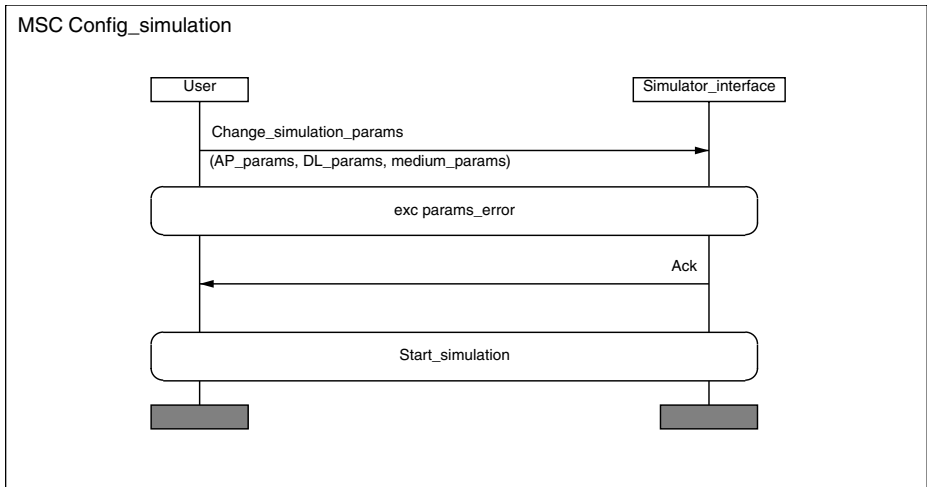 MSC Config_simulation
User
Simulator_interface
Change_simulation_params
(AP_params, DL_params, medium_params)
exc params_error
Ack
Start_simulation